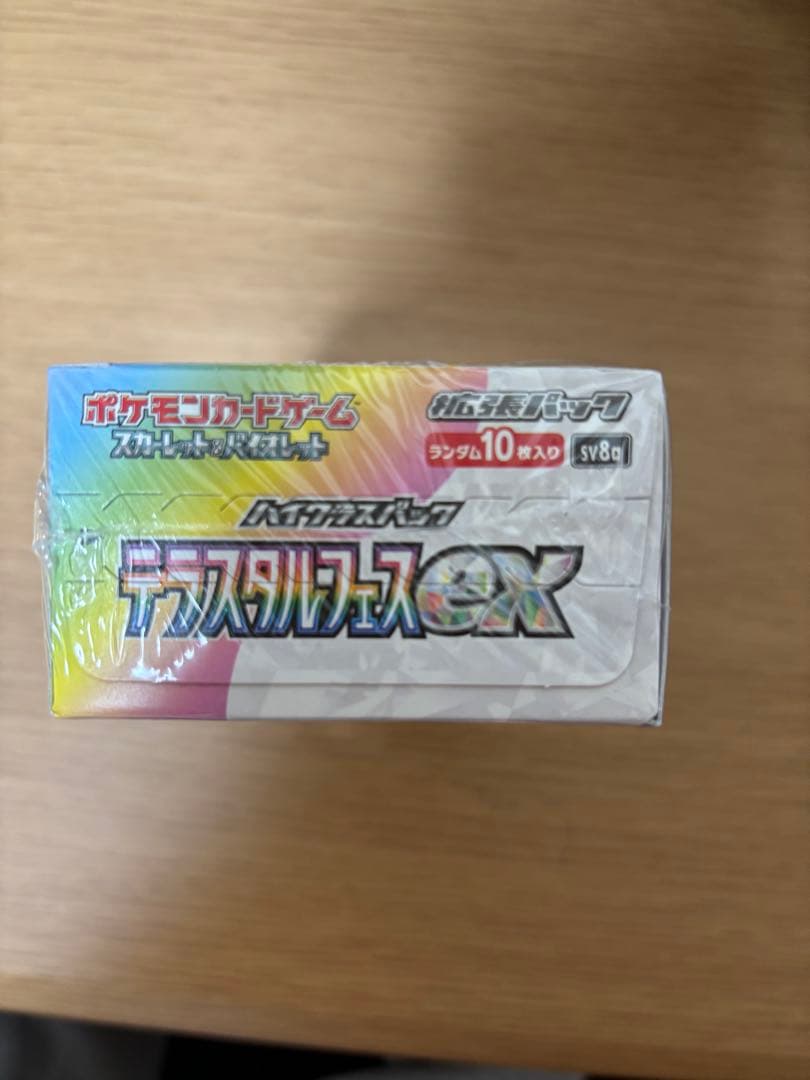 ポケモンカードゲーム
スカーレット&バイオレット
拡張パック
ランダム10枚入り
SV8a
ハイクラスパック
テラスタルフェスex